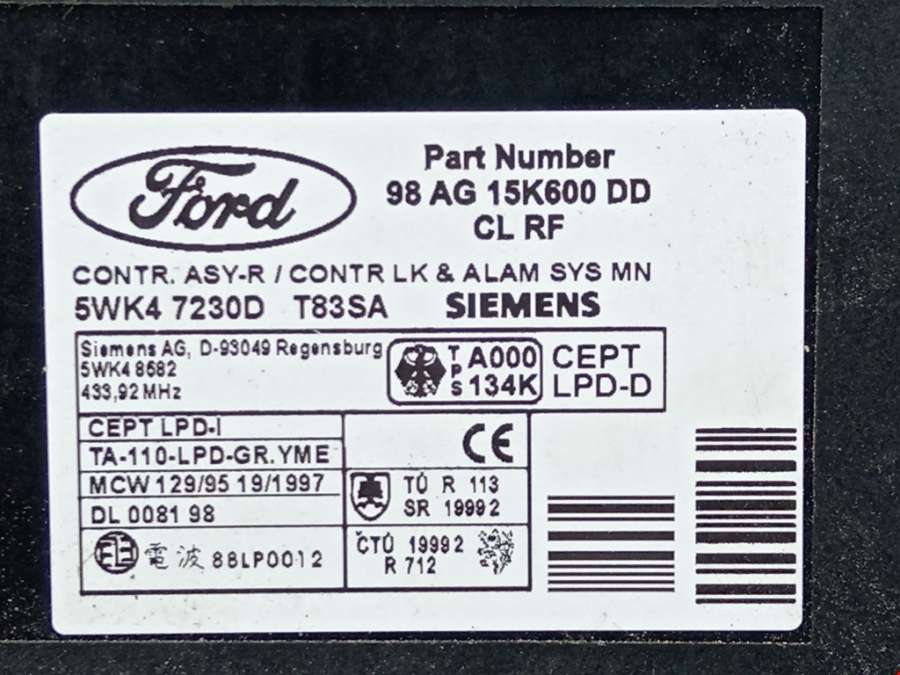 Ford
Part Number
98 AG 15K600 DD
CL RF
CONTR. ASY-R / CONTR LK & ALAM SYS MN
5WK4 7230D T83SA SIEMENS
Siemens AG, D-93049 Regensburg
5WK4 8682
433,92 MHz
TPS A000
134K
CEPT
LPD-D
CEPT LPD-I
TA-110-LPD-GR.YME
CE
MCW 129/95 19/1997
DL 0081 98
TÚ R 113
SR 1999 2
電波 88LP0012
ČTÚ 1999 2
R 712